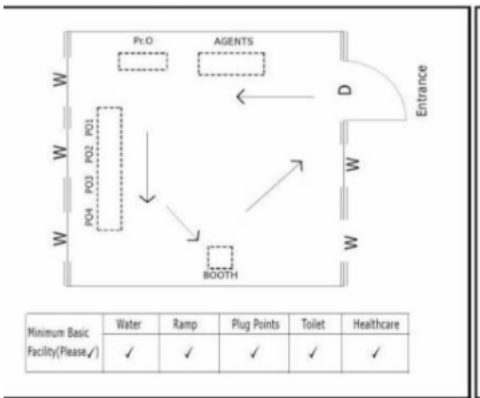 Pr.O
AGENTS
D
Entrance
W
W
W
PO1
PO2
PO3
PO4
W
W
BOOTH
Minimum Basic
Facility(Please✓)
Water
Ramp
Plug Points
Toilet
Healthcare
✓ ✓ ✓ ✓ ✓